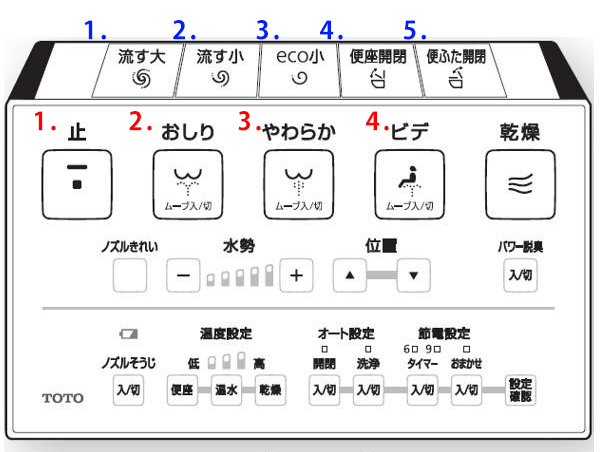 1. 2. 3. 4. 5.
流す大 流す小 eco小 便座開閉 便ふた開閉
1. 止 2. おしり 3. やわらか 4. ビデ 乾燥
ムーブ入/切 ムーブ入/切 ムーブ入/切
ノズルきれい 水勢 位置 パワー脱臭
− + ▲ ▼ 入/切
温度設定 オート設定 節電設定
6 9
ノズルそうじ 低 高 開閉 洗浄 タイマー おまかせ
TOTO 入/切 便座 温水 乾燥 入/切 入/切 入/切 入/切 設定確認